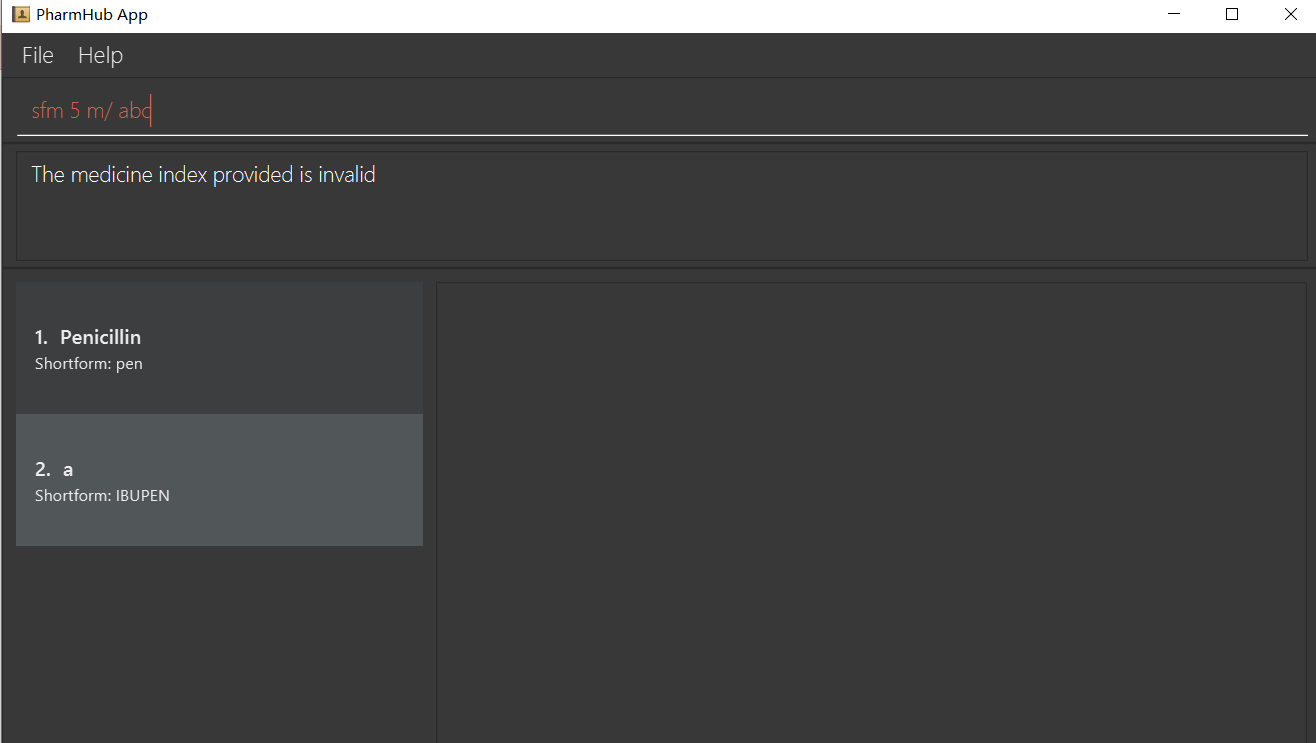 PharmHub App
File Help
sfm 5 m/ abc
The medicine index provided is invalid
1. Penicillin
Shortform: pen
2. a
Shortform: IBUPEN